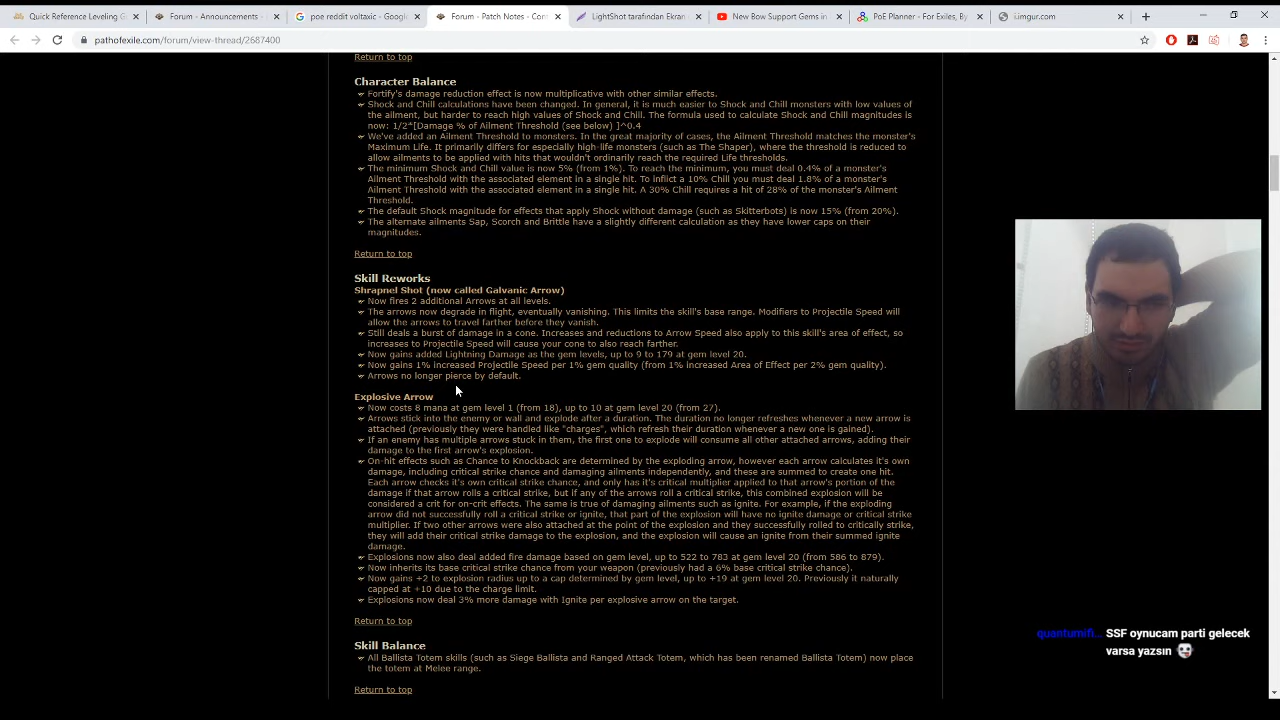 Quick Reference Leveling G
Forum - Announcements -
poe reddit voltaxic - Google
Forum - Patch Notes - Con
LightShot tarafından Ekran
New Bow Support Gems in
PoE Planner - For Exiles, By
i.imgur.com
pathofexile.com/forum/view-thread/2687400
Return to top
Character Balance
Fortify's damage reduction effect is now multiplicative with other similar effects.
Shock and Chill calculations have been changed. In general, it is much easier to Shock and Chill monsters with low values of
the ailment, but harder to reach high values of Shock and Chill. The formula used to calculate Shock and Chill magnitudes is
now: 1/2*[Damage % of Ailment Threshold (see below) ]^0.4
We've added an Ailment Threshold to monsters. In the great majority of cases, the Ailment Threshold matches the monster's
Maximum Life. It primarily differs for especially high-life monsters (such as The Shaper), where the threshold is reduced to
allow ailments to be applied with hits that wouldn't ordinarily reach the required Life thresholds.
The minimum Shock and Chill value is now 5% (from 1%). To reach the minimum, you must deal 0.4% of a monster's
Ailment Threshold with the associated element in a single hit. To inflict a 10% Chill you must deal 1.8% of a monster's
Ailment Threshold with the associated element in a single hit. A 30% Chill requires a hit of 28% of the monster's Ailment
Threshold.
The default Shock magnitude for effects that apply Shock without damage (such as Skitterbots) is now 15% (from 20%).
The alternate ailments Sap, Scorch and Brittle have a slightly different calculation as they have lower caps on their
magnitudes.
Return to top
Skill Reworks
Shrapnel Shot (now called Galvanic Arrow)
Now fires 2 additional Arrows at all levels.
The arrows now degrade in flight, eventually vanishing. This limits the skill's base range. Modifiers to Projectile Speed will
allow the arrows to travel farther before they vanish.
Still deals a burst of damage in a cone. Increases and reductions to Arrow Speed also apply to this skill's area of effect, so
increases to Projectile Speed will cause your cone to also reach farther.
Now gains added Lightning Damage as the gem levels, up to 9 to 179 at gem level 20.
Now gains 1% increased Projectile Speed per 1% gem quality (from 1% increased Area of Effect per 2% gem quality).
Arrows no longer pierce by default.
Explosive Arrow
Now costs 8 mana at gem level 1 (from 18), up to 10 at gem level 20 (from 27).
Arrows stick into the enemy or wall and explode after a duration. The duration no longer refreshes whenever a new arrow is
attached (previously they were handled like "charges", which refresh their duration whenever a new one is gained).
If an enemy has multiple arrows stuck in them, the first one to explode will consume all other attached arrows, adding their
damage to the first arrow's explosion.
On-hit effects such as Chance to Knockback are determined by the exploding arrow, however each arrow calculates it's own
damage, including critical strike chance and damaging ailments independently, and these are summed to create one hit.
Each arrow checks it's own critical strike chance, and only has it's critical multiplier applied to that arrow's portion of the
damage if that arrow rolls a critical strike, but if any of the arrows roll a critical strike, this combined explosion will be
considered a crit for on-crit effects. The same is true of damaging ailments such as ignite. For example, if the exploding
arrow did not successfully roll a critical strike or ignite, that part of the explosion will have no ignite damage or critical strike
multiplier. If two other arrows were also attached at the point of the explosion and they successfully rolled to critically strike,
they will add their critical strike damage to the explosion, and the explosion will cause an ignite from their summed ignite
damage.
Explosions now also deal added fire damage based on gem level, up to 522 to 783 at gem level 20 (from 586 to 879).
Now inherits its base critical strike chance from your weapon (previously had a 6% base critical strike chance).
Now gains +2 to explosion radius up to a cap determined by gem level, up to +19 at gem level 20. Previously it naturally
capped at +10 due to the charge limit.
Explosions now deal 3% more damage with Ignite per explosive arrow on the target.
Return to top
Skill Balance
All Ballista Totem skills (such as Siege Ballista and Ranged Attack Totem, which has been renamed Ballista Totem) now place
the totem at Melee range.
Return to top
quantumifi... SSF oynucam parti gelecek
varsa yazsın